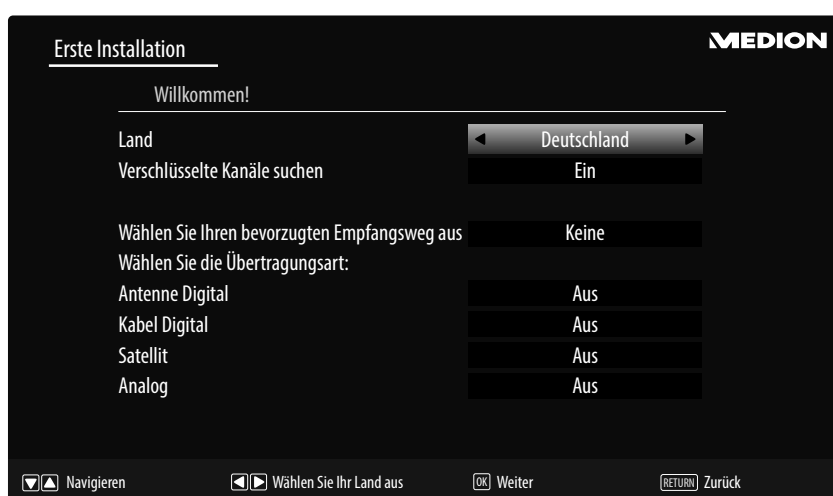 Erste Installation
MEDION
Willkommen!
Land Deutschland
Verschlüsselte Kanäle suchen Ein
Wählen Sie Ihren bevorzugten Empfangsweg aus Keine
Wählen Sie die Übertragungsart:
Antenne Digital Aus
Kabel Digital Aus
Satellit Aus
Analog Aus
Navigieren Wählen Sie Ihr Land aus OK Weiter RETURN Zurück